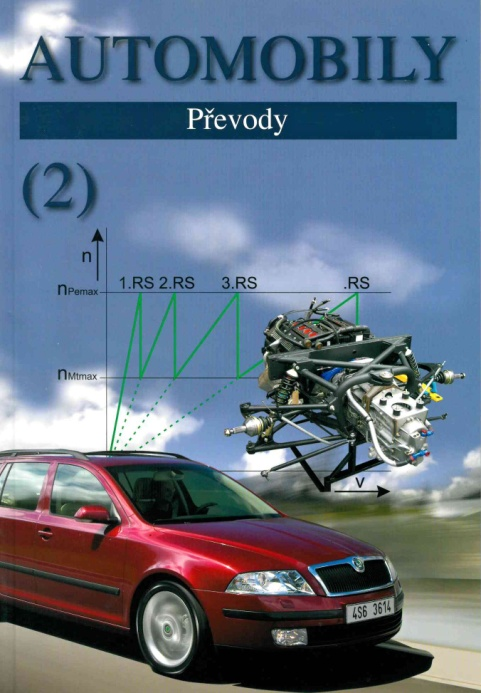 AUTOMOBILY
Převody
(2)
n
1.RS 2.RS 3.RS .RS
nPemax
nMtmax
v
4S6 3614